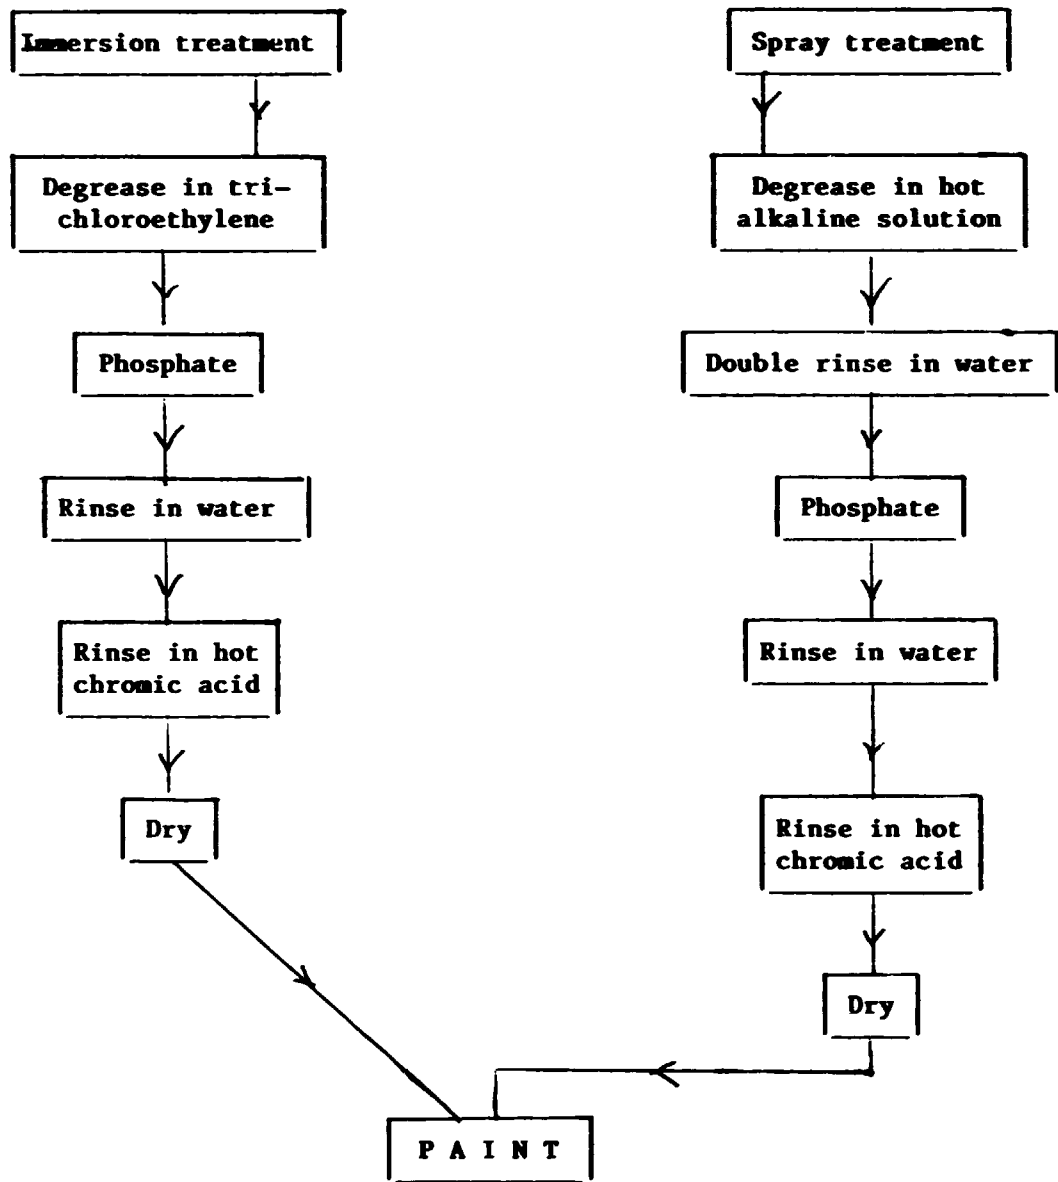 Immersion treatment
Degrease in tri-
chloroethylene
Phosphate
Rinse in water
Rinse in hot
chromic acid
Dry
Spray treatment
Degrease in hot
alkaline solution
Double rinse in water
Phosphate
Rinse in water
Rinse in hot
chromic acid
Dry
P A I N T